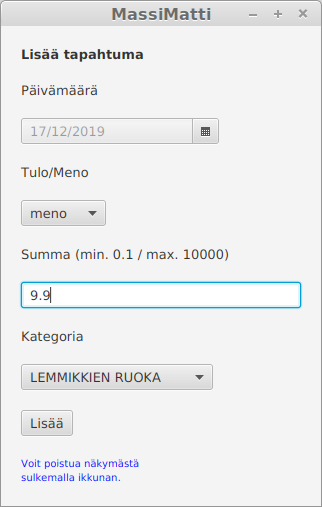 MassiMatti
Lisää tapahtuma
Päivämäärä
17/12/2019
Tulo/Meno
meno
Summa (min. 0.1 / max. 10000)
9.9
Kategoria
LEMMIKKIEN RUOKA
Lisää
Voit poistua näkymästä
sulkemalla ikkunan.